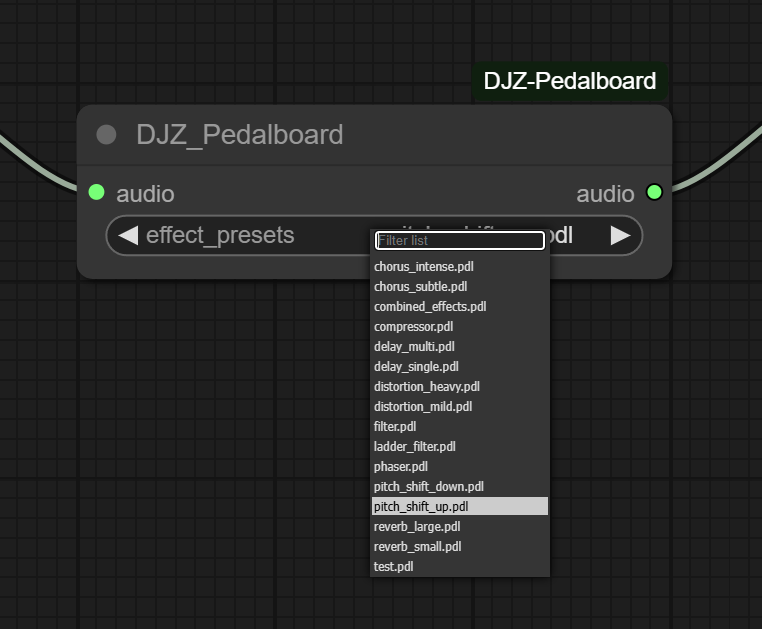 DJZ-Pedalboard
DJZ_Pedalboard
audio
audio
effect_presets
Filter list
chorus_intense.pdl
chorus_subtle.pdl
combined_effects.pdl
compressor.pdl
delay_multi.pdl
delay_single.pdl
distortion_heavy.pdl
distortion_mild.pdl
filter.pdl
ladder_filter.pdl
phaser.pdl
pitch_shift_down.pdl
pitch_shift_up.pdl
reverb_large.pdl
reverb_small.pdl
test.pdl